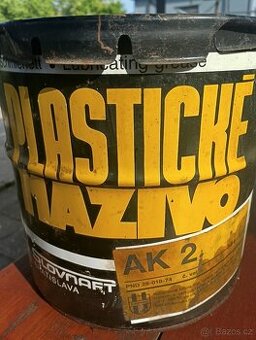 Lubricating grease
PLASTICKÉ
MAZIVO
AK 2
SLOVNAFT
BRATISLAVA
© Bazos.cz